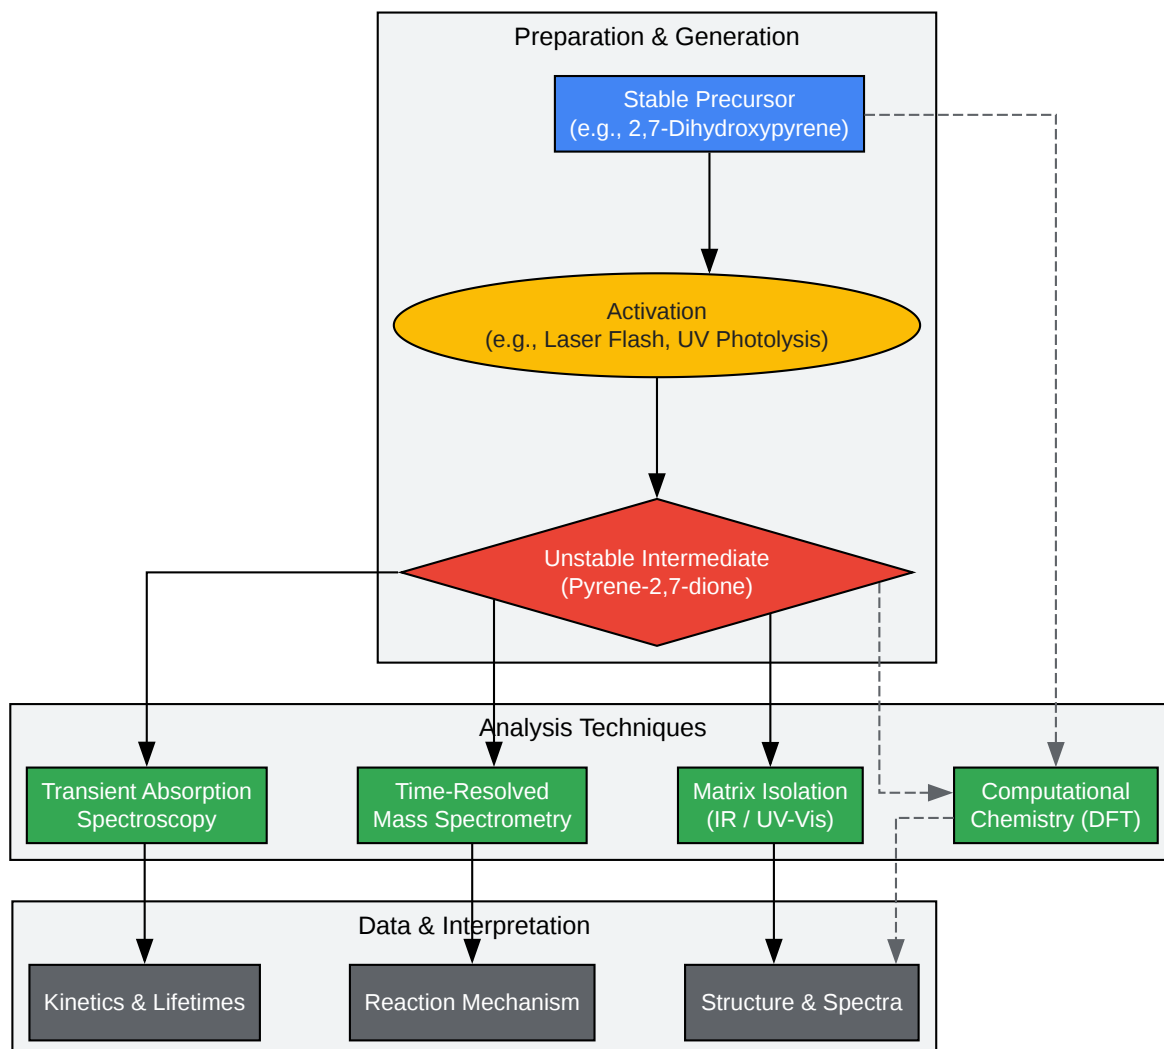 Preparation & Generation
Stable Precursor
(e.g., 2,7-Dihydroxypyrene)
Activation
(e.g., Laser Flash, UV Photolysis)
Unstable Intermediate
(Pyrene-2,7-dione)
Analysis Techniques
Transient Absorption
Spectroscopy
Time-Resolved
Mass Spectrometry
Matrix Isolation
(IR / UV-Vis)
Computational
Chemistry (DFT)
Data & Interpretation
Kinetics & Lifetimes
Reaction Mechanism
Structure & Spectra